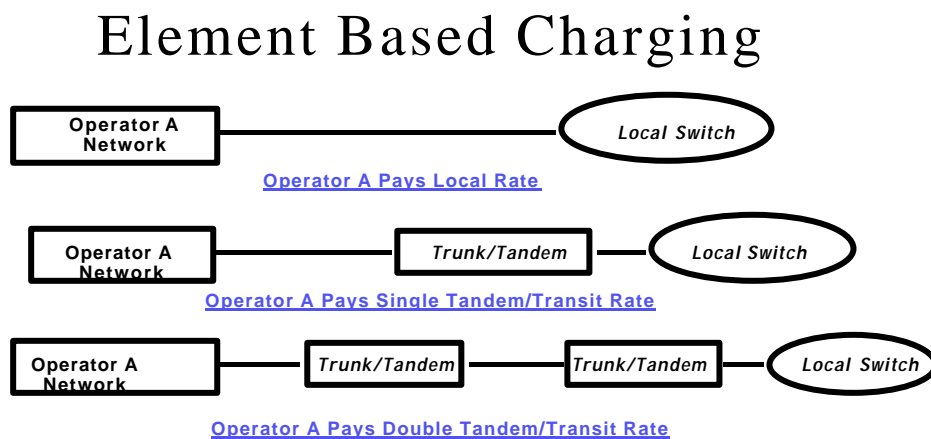 Element Based Charging
Operator A
Network
Local Switch
Operator A Pays Local Rate
Operator A
Network
Trunk/Tandem
Local Switch
Operator A Pays Single Tandem/Transit Rate
Operator A
Network
Trunk/Tandem
Trunk/Tandem
Local Switch
Operator A Pays Double Tandem/Transit Rate